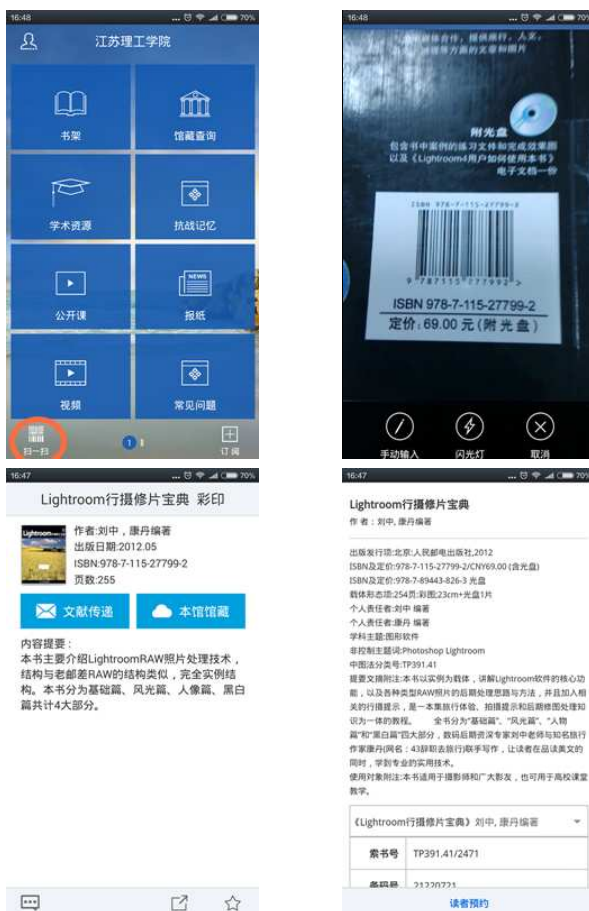 16:48
... 70%
江苏理工学院
书架
馆藏查询
学术资源
抗战记忆
公开课
NEWS
报纸
视频
常见问题
扫一扫
1
订阅
16:48
... 70%
附光盘
包含书中案例的练习文件和完成效果图
以及《Lightroom4用户如何使用本书》
电子文档一份
ISBN 978-7-115-27799-2
9 787115 277992 >
ISBN 978-7-115-27799-2
定价:69.00 元(附光盘)
手动输入
闪光灯
取消
16:47
... 70%
Lightroom行摄修片宝典 彩印
Lightroom
作者:刘中,康丹编著
出版日期:2012.05
ISBN:978-7-115-27799-2
页数:255
文献传递
本馆馆藏
内容提要:
本书主要介绍LightroomRAW照片处理技术,
结构与老邮差RAW的结构类似,完全实例结
构。本书分为基础篇、风光篇、人像篇、黑白
篇共计4大部分。
16:47
... 70%
Lightroom行摄修片宝典
作者:刘中, 康丹编著
出版发行项:北京:人民邮电出版社,2012
ISBN及定价:978-7-115-27799-2/CNY69.00 (含光盘)
ISBN及定价:978-7-89443-826-3 光盘
载体形态项:254页:彩图;23cm+光盘1片
个人责任者:刘中 编著
个人责任者:康丹 编著
学科主题:图形软件
非控制主题词:Photoshop Lightroom
中图法分类号:TP391.41
提要文摘附注:本书以实例为载体,讲解Lightroom软件的核心功
能,以及各种类型RAW照片的后期处理思路与方法,并且加入相
关的行摄提示,是一本集旅行体验、拍摄提示和后期修图处理知
识为一体的教程。 全书分为"基础篇"、"风光篇"、"人物
篇"和"黑白篇"四大部分,数码后期资深专家刘中老师与知名旅行
作家康丹(网名:43辞职去旅行)联手写作,让读者在品读美文的
同时,学到专业的实用技术。
使用对象附注:本书适用于摄影师和广大影友,也可用于高校课堂
教学。
《Lightroom行摄修片宝典》刘中, 康丹编著
索书号 TP391.41/2471
条码号 21220721
读者预约